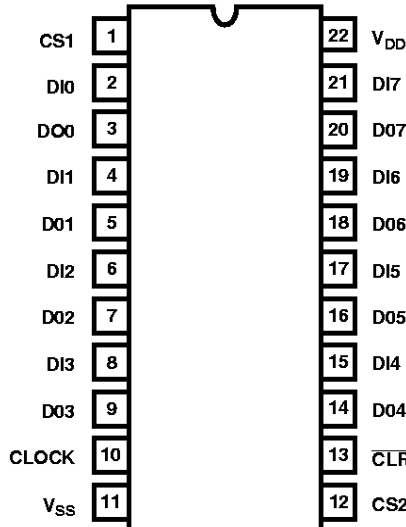 CS1 1 22 VDD
DI0 2 21 DI7
DO0 3 20 D07
DI1 4 19 DI6
D01 5 18 D06
DI2 6 17 DI5
D02 7 16 D05
DI3 8 15 DI4
D03 9 14 D04
CLOCK 10 13 CLR
VSS 11 12 CS2